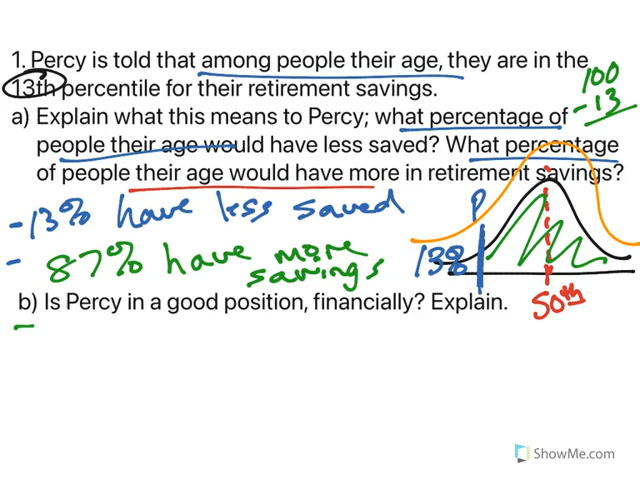 1. Percy is told that among people their age, they are in the
13th percentile for their retirement savings.
100
- 13
a) Explain what this means to Percy; what percentage of
people their age would have less saved? What percentage
of people their age would have more in retirement savings?
- 13% have less saved
P
- 87% have more
savings
13%
b) Is Percy in a good position, financially? Explain.
50th
ShowMe.com